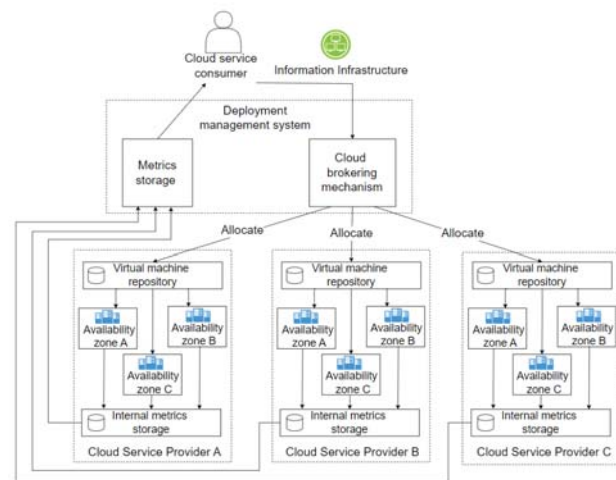 Cloud service
consumer
Information Infrastructure
Deployment
management system
Metrics
storage
Cloud
brokering
mechanism
Allocate
Allocate
Allocate
Virtual machine
repository
Availability
zone A
Availability
zone B
Availability
zone C
Internal metrics
storage
Cloud Service Provider A
Virtual machine
repository
Availability
zone A
Availability
zone B
Availability
zone C
Internal metrics
storage
Cloud Service Provider B
Virtual machine
repository
Availability
zone A
Availability
zone B
Availability
zone C
Internal metrics
storage
Cloud Service Provider C